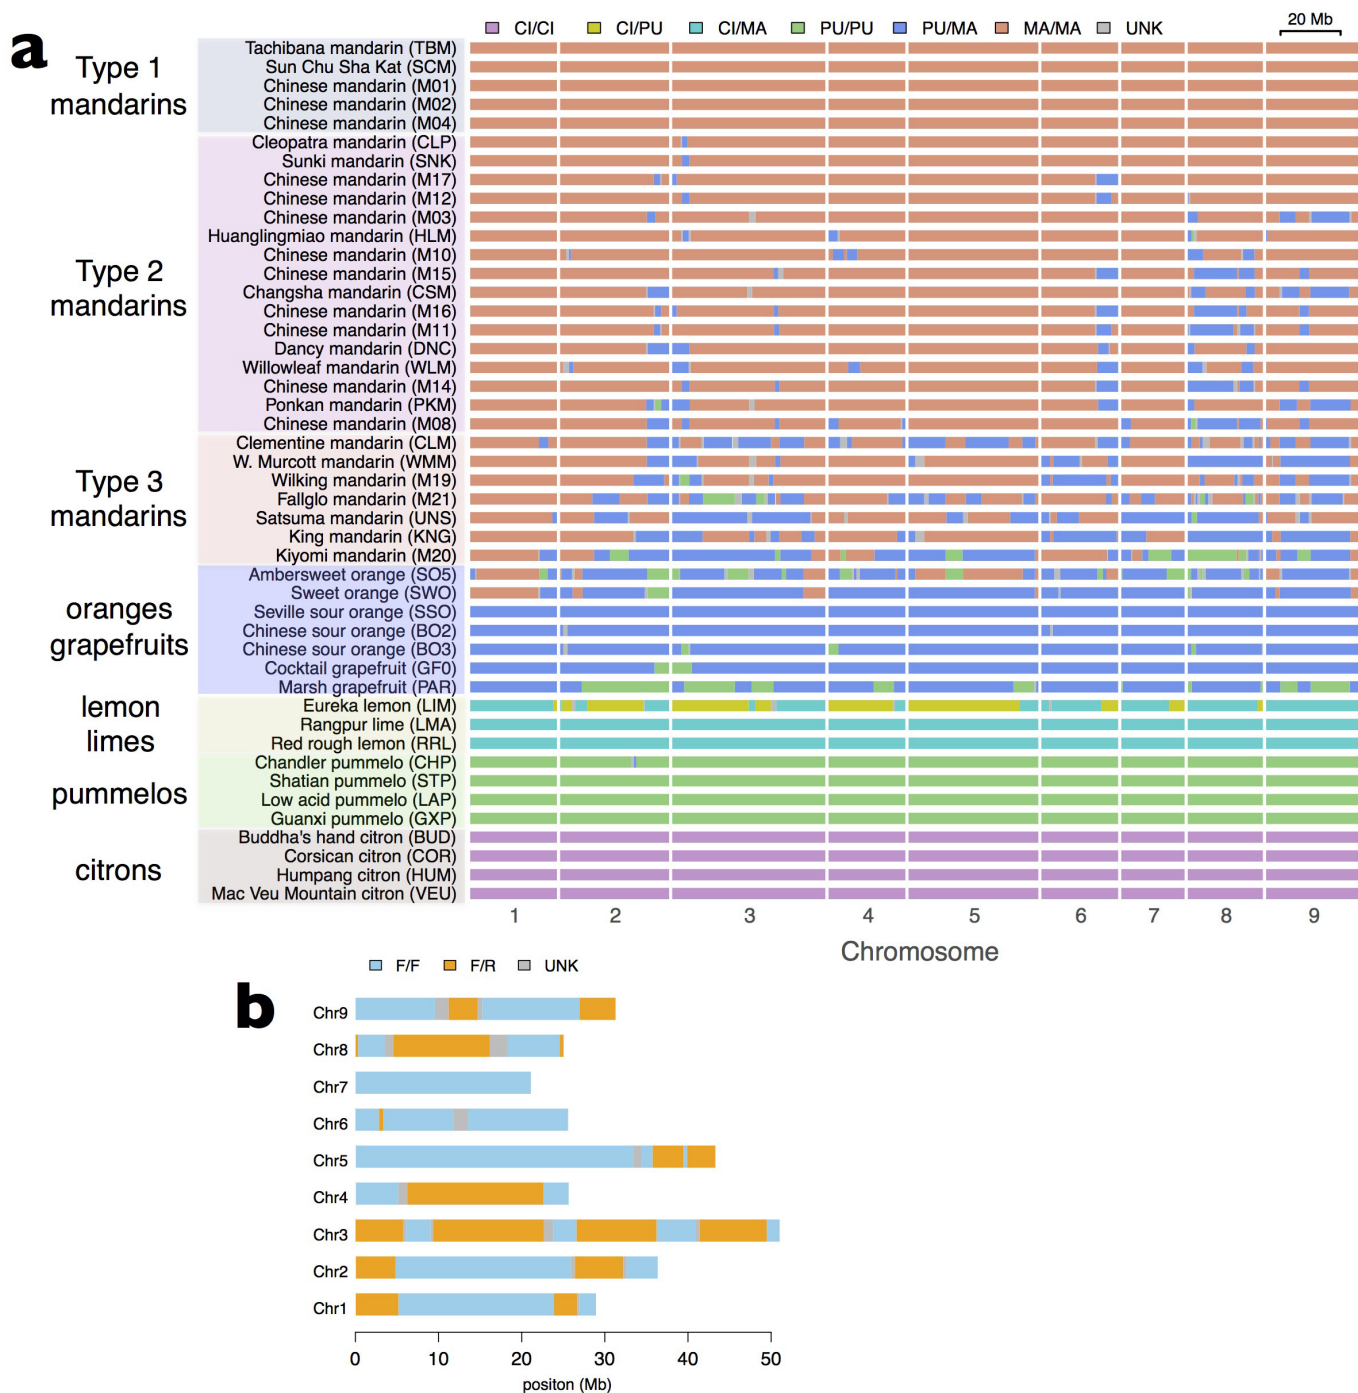 a
CI/CI CI/PU CI/MA PU/PU PU/MA MA/MA UNK
20 Mb
Type 1
mandarins
Tachibana mandarin (TBM)
Sun Chu Sha Kat (SCM)
Chinese mandarin (M01)
Chinese mandarin (M02)
Chinese mandarin (M04)
Type 2
mandarins
Cleopatra mandarin (CLP)
Sunki mandarin (SNK)
Chinese mandarin (M17)
Chinese mandarin (M12)
Chinese mandarin (M03)
Huanglingmiao mandarin (HLM)
Chinese mandarin (M10)
Chinese mandarin (M15)
Changsha mandarin (CSM)
Chinese mandarin (M16)
Chinese mandarin (M11)
Dancy mandarin (DNC)
Willowleaf mandarin (WLM)
Chinese mandarin (M14)
Ponkan mandarin (PKM)
Chinese mandarin (M08)
Type 3
mandarins
Clementine mandarin (CLM)
W. Murcott mandarin (WMM)
Wilking mandarin (M19)
Fallglo mandarin (M21)
Satsuma mandarin (UNS)
King mandarin (KNG)
Kiyomi mandarin (M20)
oranges
grapefruits
Ambersweet orange (SO5)
Sweet orange (SWO)
Seville sour orange (SSO)
Chinese sour orange (BO2)
Chinese sour orange (BO3)
Cocktail grapefruit (GF0)
Marsh grapefruit (PAR)
lemon
limes
Eureka lemon (LIM)
Rangpur lime (LMA)
Red rough lemon (RRL)
pummelos
Chandler pummelo (CHP)
Shatian pummelo (STP)
Low acid pummelo (LAP)
Guanxi pummelo (GXP)
citrons
Buddha's hand citron (BUD)
Corsican citron (COR)
Humpang citron (HUM)
Mac Veu Mountain citron (VEU)
1 2 3 4 5 6 7 8 9
Chromosome
b
F/F F/R UNK
Chr9
Chr8
Chr7
Chr6
Chr5
Chr4
Chr3
Chr2
Chr1
0 10 20 30 40 50
positon (Mb)